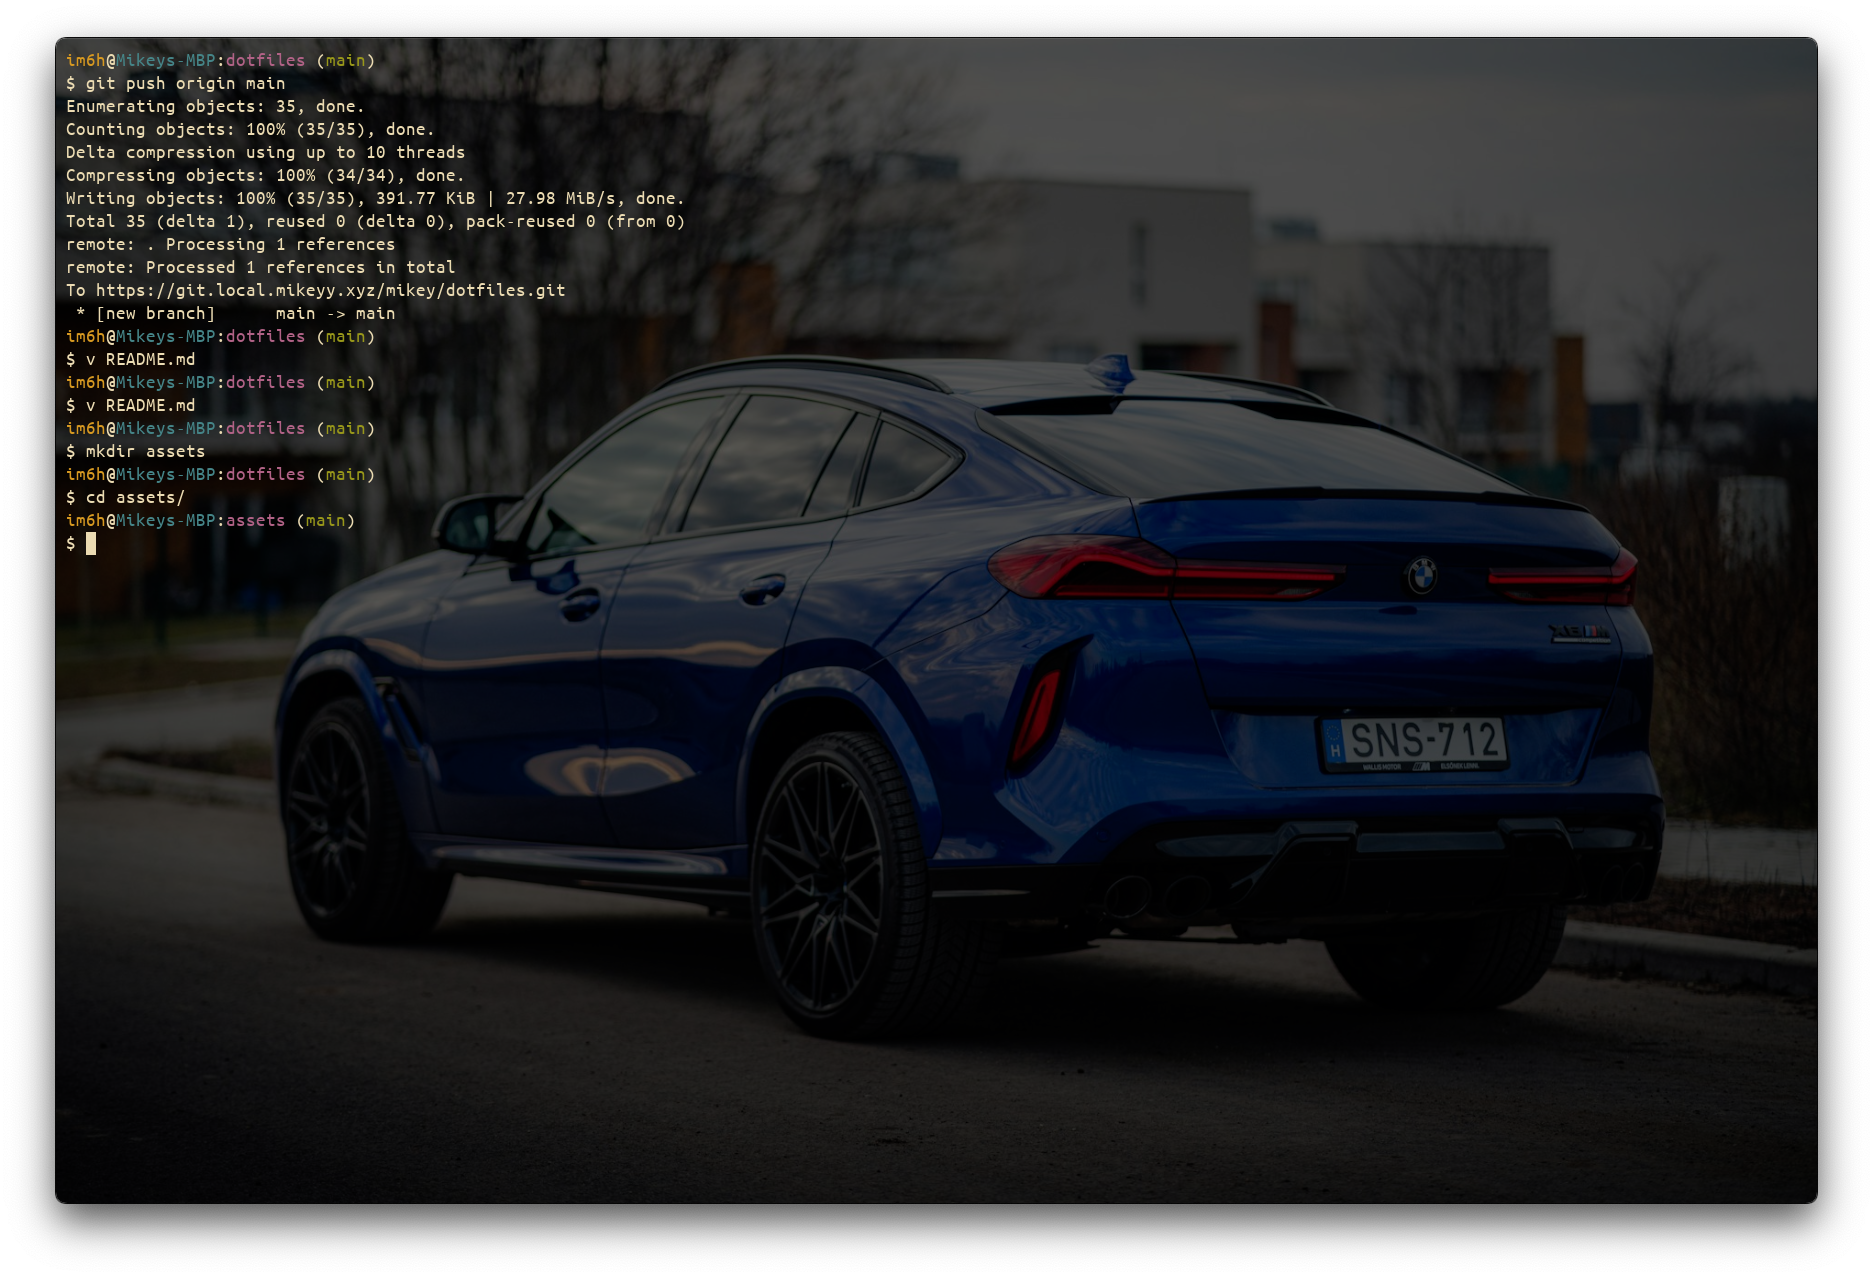 im6h@Mikeys-MBP:dotfiles (main)
$ git push origin main
Enumerating objects: 35, done.
Counting objects: 100% (35/35), done.
Delta compression using up to 10 threads
Compressing objects: 100% (34/34), done.
Writing objects: 100% (35/35), 391.77 KiB | 27.98 MiB/s, done.
Total 35 (delta 1), reused 0 (delta 0), pack-reused 0 (from 0)
remote: . Processing 1 references
remote: Processed 1 references in total
To https://git.local.mikeyy.xyz/mikey/dotfiles.git
 * [new branch]      main -> main
im6h@Mikeys-MBP:dotfiles (main)
$ v README.md
im6h@Mikeys-MBP:dotfiles (main)
$ v README.md
im6h@Mikeys-MBP:dotfiles (main)
$ mkdir assets
im6h@Mikeys-MBP:dotfiles (main)
$ cd assets/
im6h@Mikeys-MBP:assets (main)
$
BMW
X6 M
H SNS-712
WALLIS MOTOR M